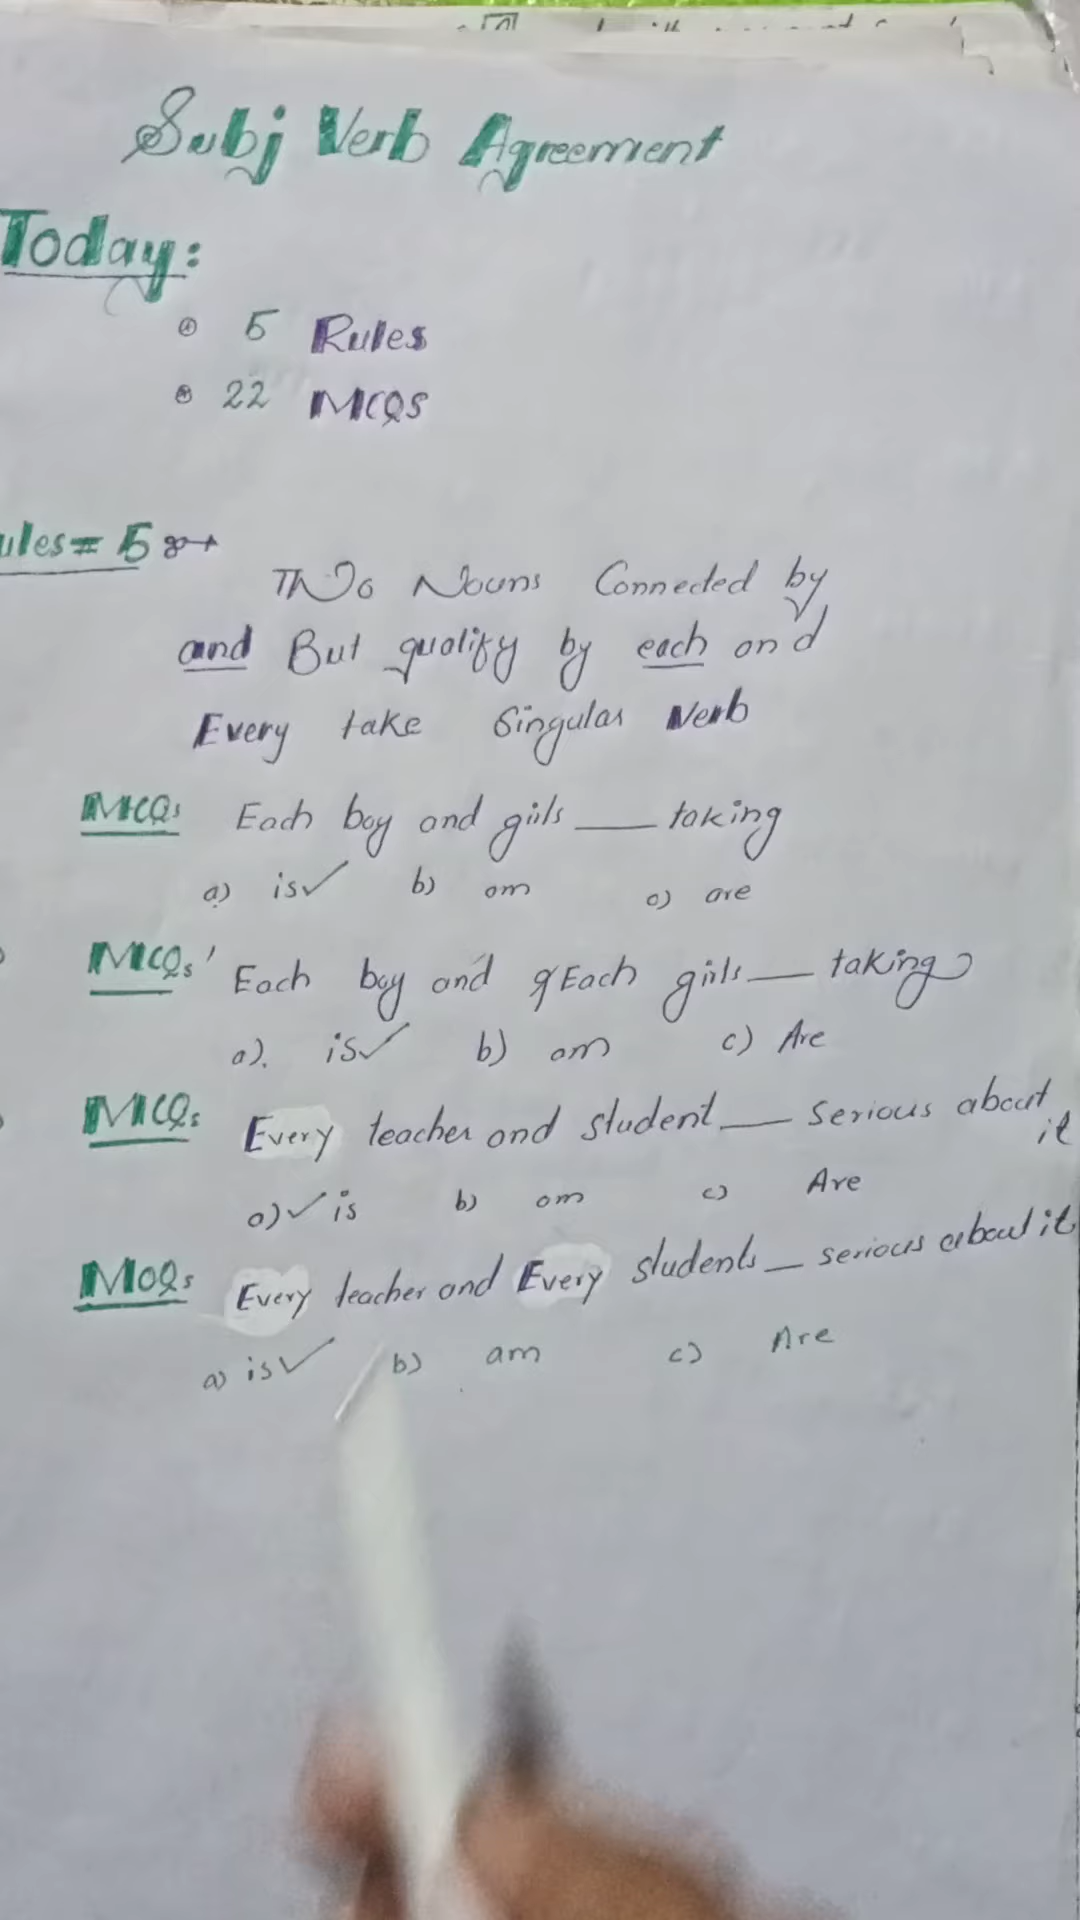 Subj Verb Agreement
Today:
5 Rules
22 MCQS
ules = 5
Two Nouns Connected by
and But qualify by each and
Every take Singular Verb
MCQs Each boy and girls ___ taking
a) is✓ b) am c) are
MCQs Each boy and Each girls ___ taking
a). is✓ b) am c) Are
MCQs Every teacher and student ___ Serious about
it
a)✓is b) am c) Are
MCQs Every teacher and Every students _ serious about it
a) is✓ b) am c) Are